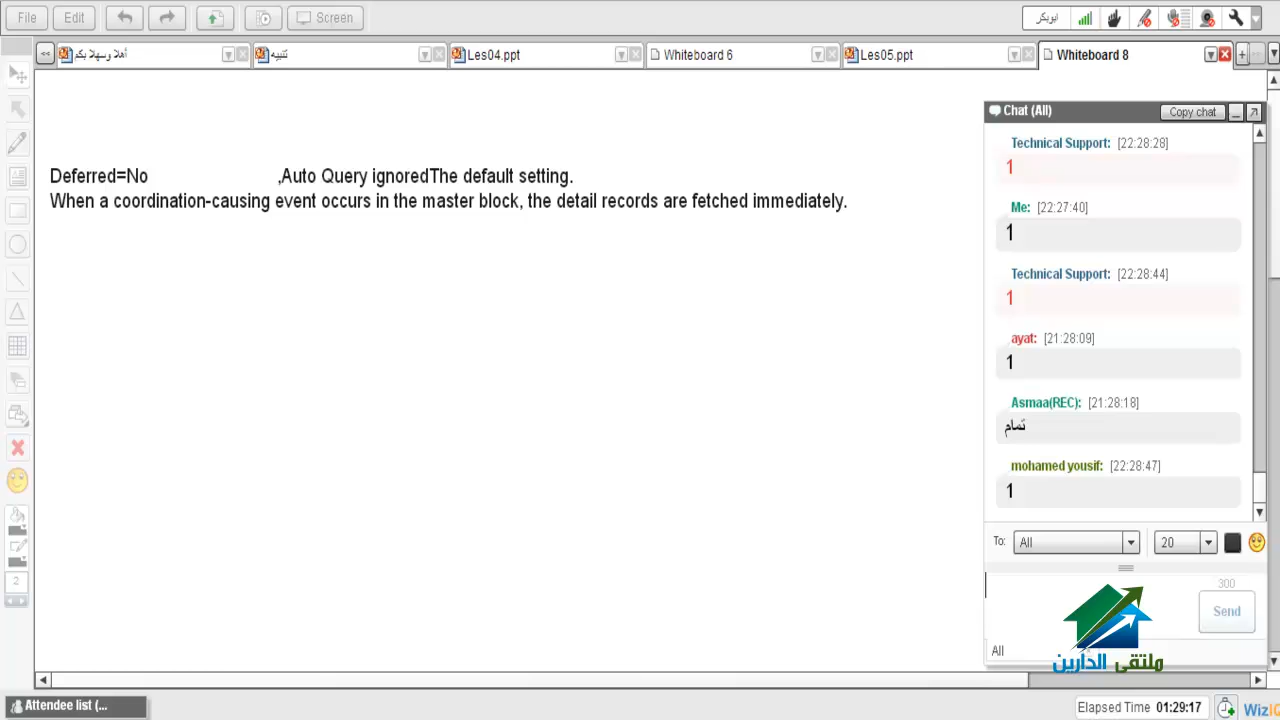 File
Edit
Screen
ابوبكر
<<
أهلا وسهلا بكم
تنبيه
Les04.ppt
Whiteboard 6
Les05.ppt
Whiteboard 8
Deferred=No ,Auto Query ignoredThe default setting.
When a coordination-causing event occurs in the master block, the detail records are fetched immediately.
Chat (All)
Copy chat
Technical Support: [22:28:28]
1
Me: [22:27:40]
1
Technical Support: [22:28:44]
1
ayat: [21:28:09]
1
Asmaa(REC): [21:28:18]
تمام
mohamed yousif: [22:28:47]
1
To: All 20
300
Send
All
ملتقى الدارين
2
Attendee list (...
Elapsed Time 01:29:17
WizIQ